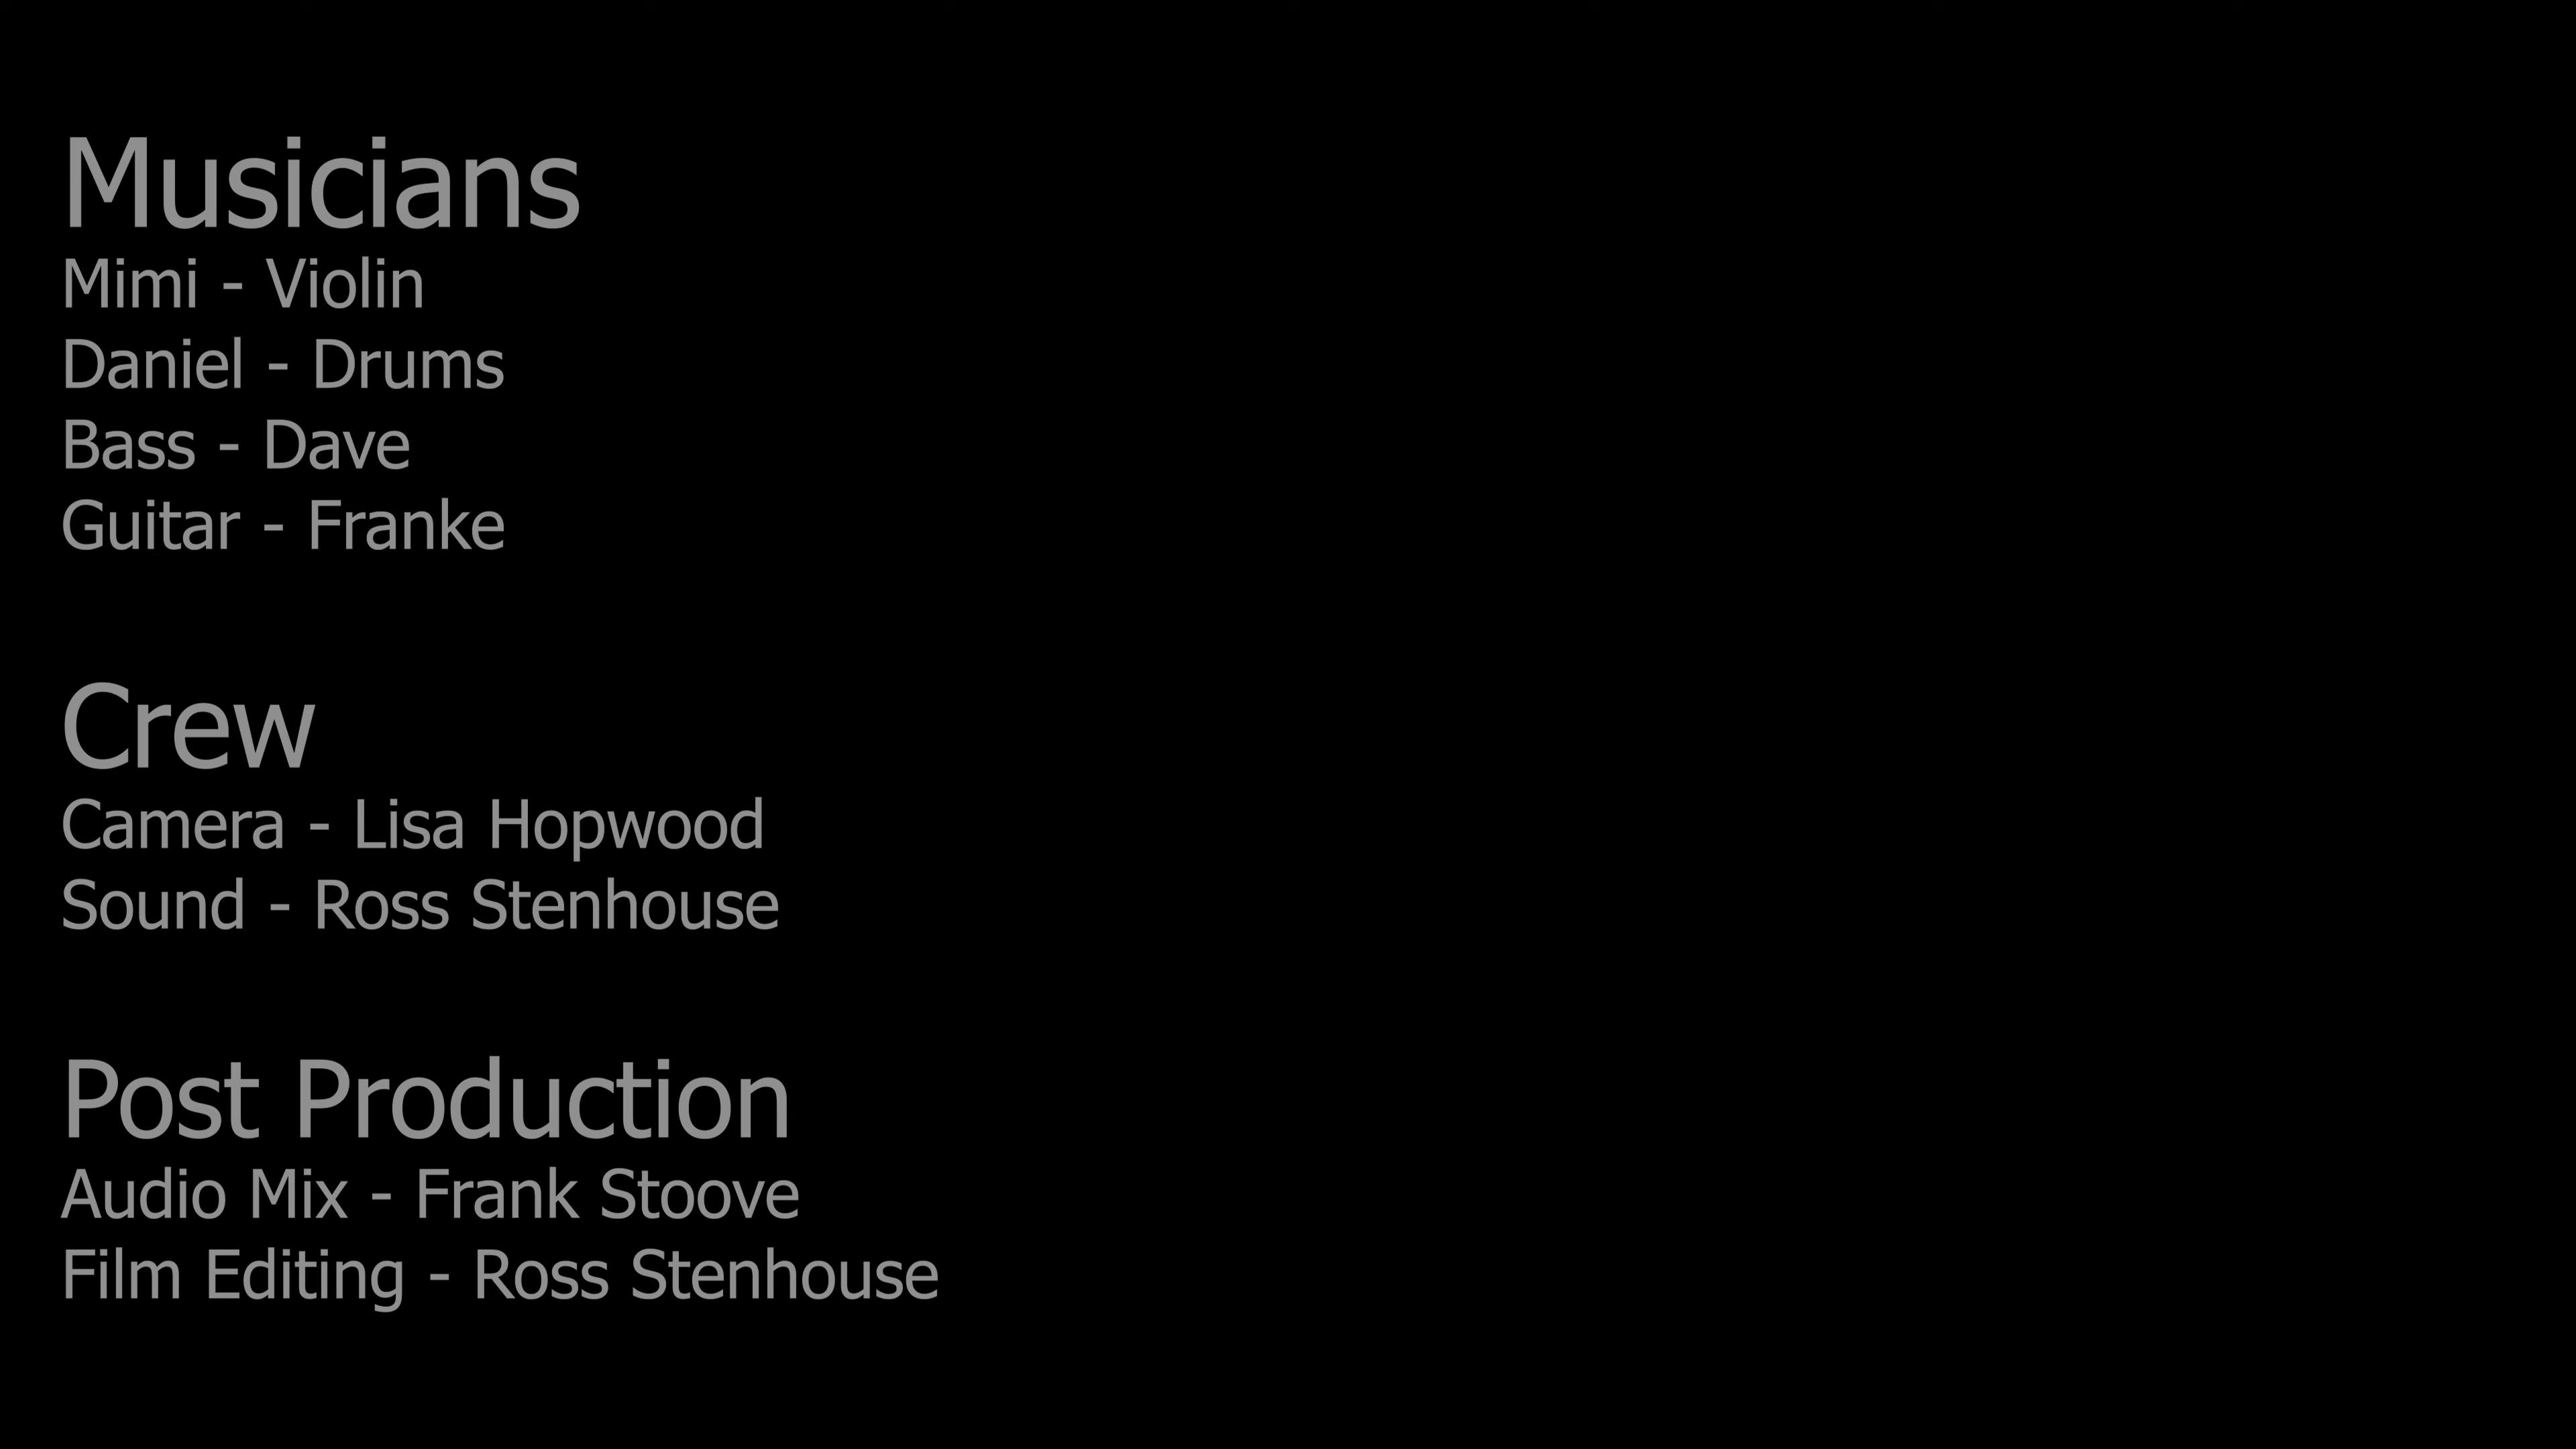 Musicians
Mimi - Violin
Daniel - Drums
Bass - Dave
Guitar - Franke
Crew
Camera - Lisa Hopwood
Sound - Ross Stenhouse
Post Production
Audio Mix - Frank Stoove
Film Editing - Ross Stenhouse